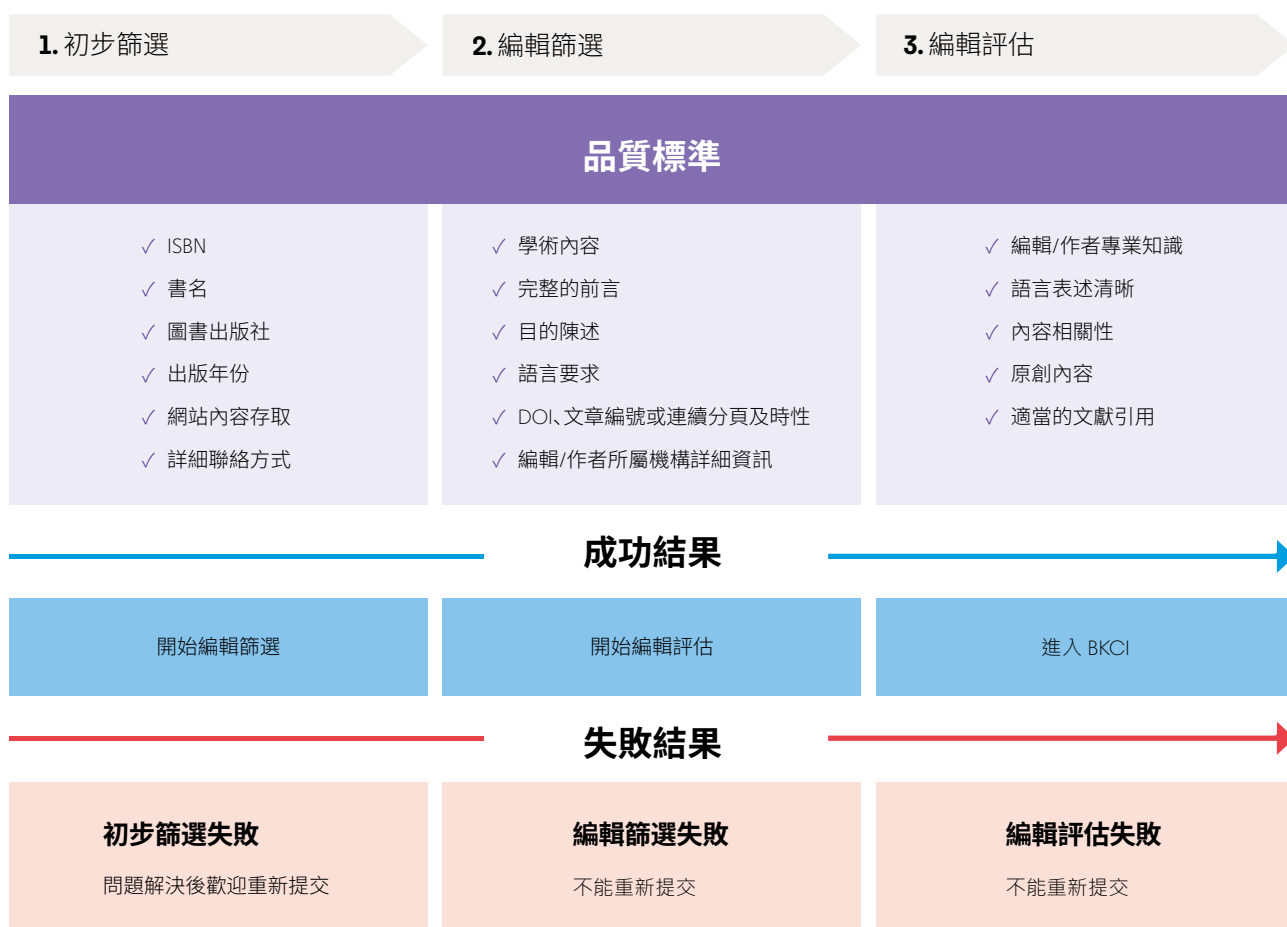 1. 初步篩選
2. 編輯篩選
3. 編輯評估
品質標準
✓ ISBN
✓ 書名
✓ 圖書出版社
✓ 出版年份
✓ 網站內容存取
✓ 詳細聯絡方式
✓ 學術內容
✓ 完整的前言
✓ 目的陳述
✓ 語言要求
✓ DOI、文章編號或連續分頁及時性
✓ 編輯/作者所屬機構詳細資訊
✓ 編輯/作者專業知識
✓ 語言表述清晰
✓ 內容相關性
✓ 原創內容
✓ 適當的文獻引用
成功結果
開始編輯篩選
開始編輯評估
進入 BKCI
失敗結果
初步篩選失敗
問題解決後歡迎重新提交
編輯篩選失敗
不能重新提交
編輯評估失敗
不能重新提交